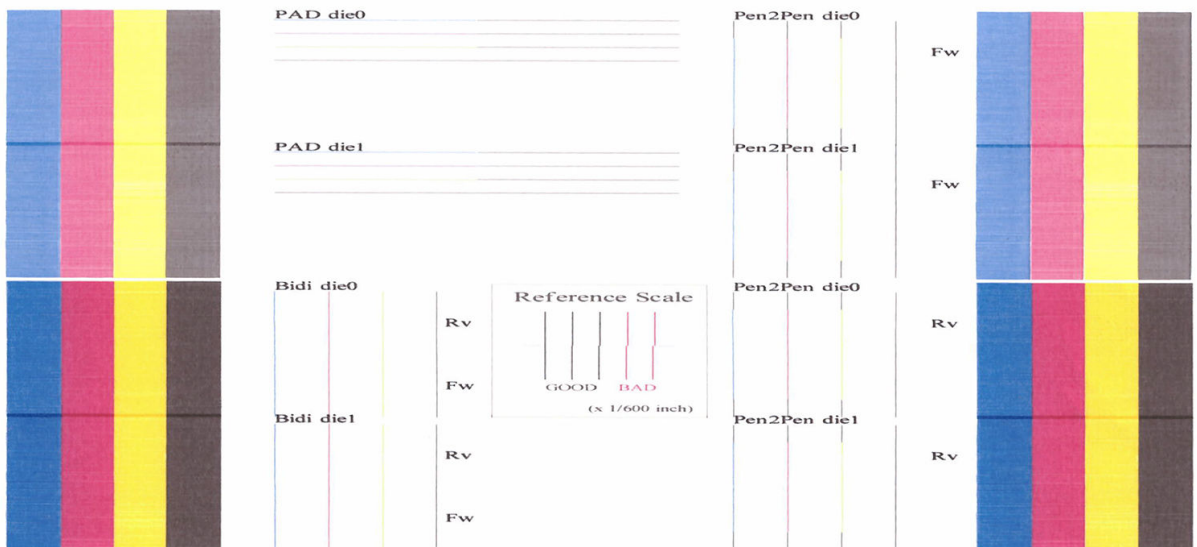 PAD die0
PAD die1
Bidi die0
Rv
Fw
Bidi die1
Rv
Fw
Reference Scale
GOOD BAD
(x 1/600 inch)
Pen2Pen die0
Fw
Pen2Pen die1
Fw
Pen2Pen die0
Rv
Pen2Pen die1
Rv